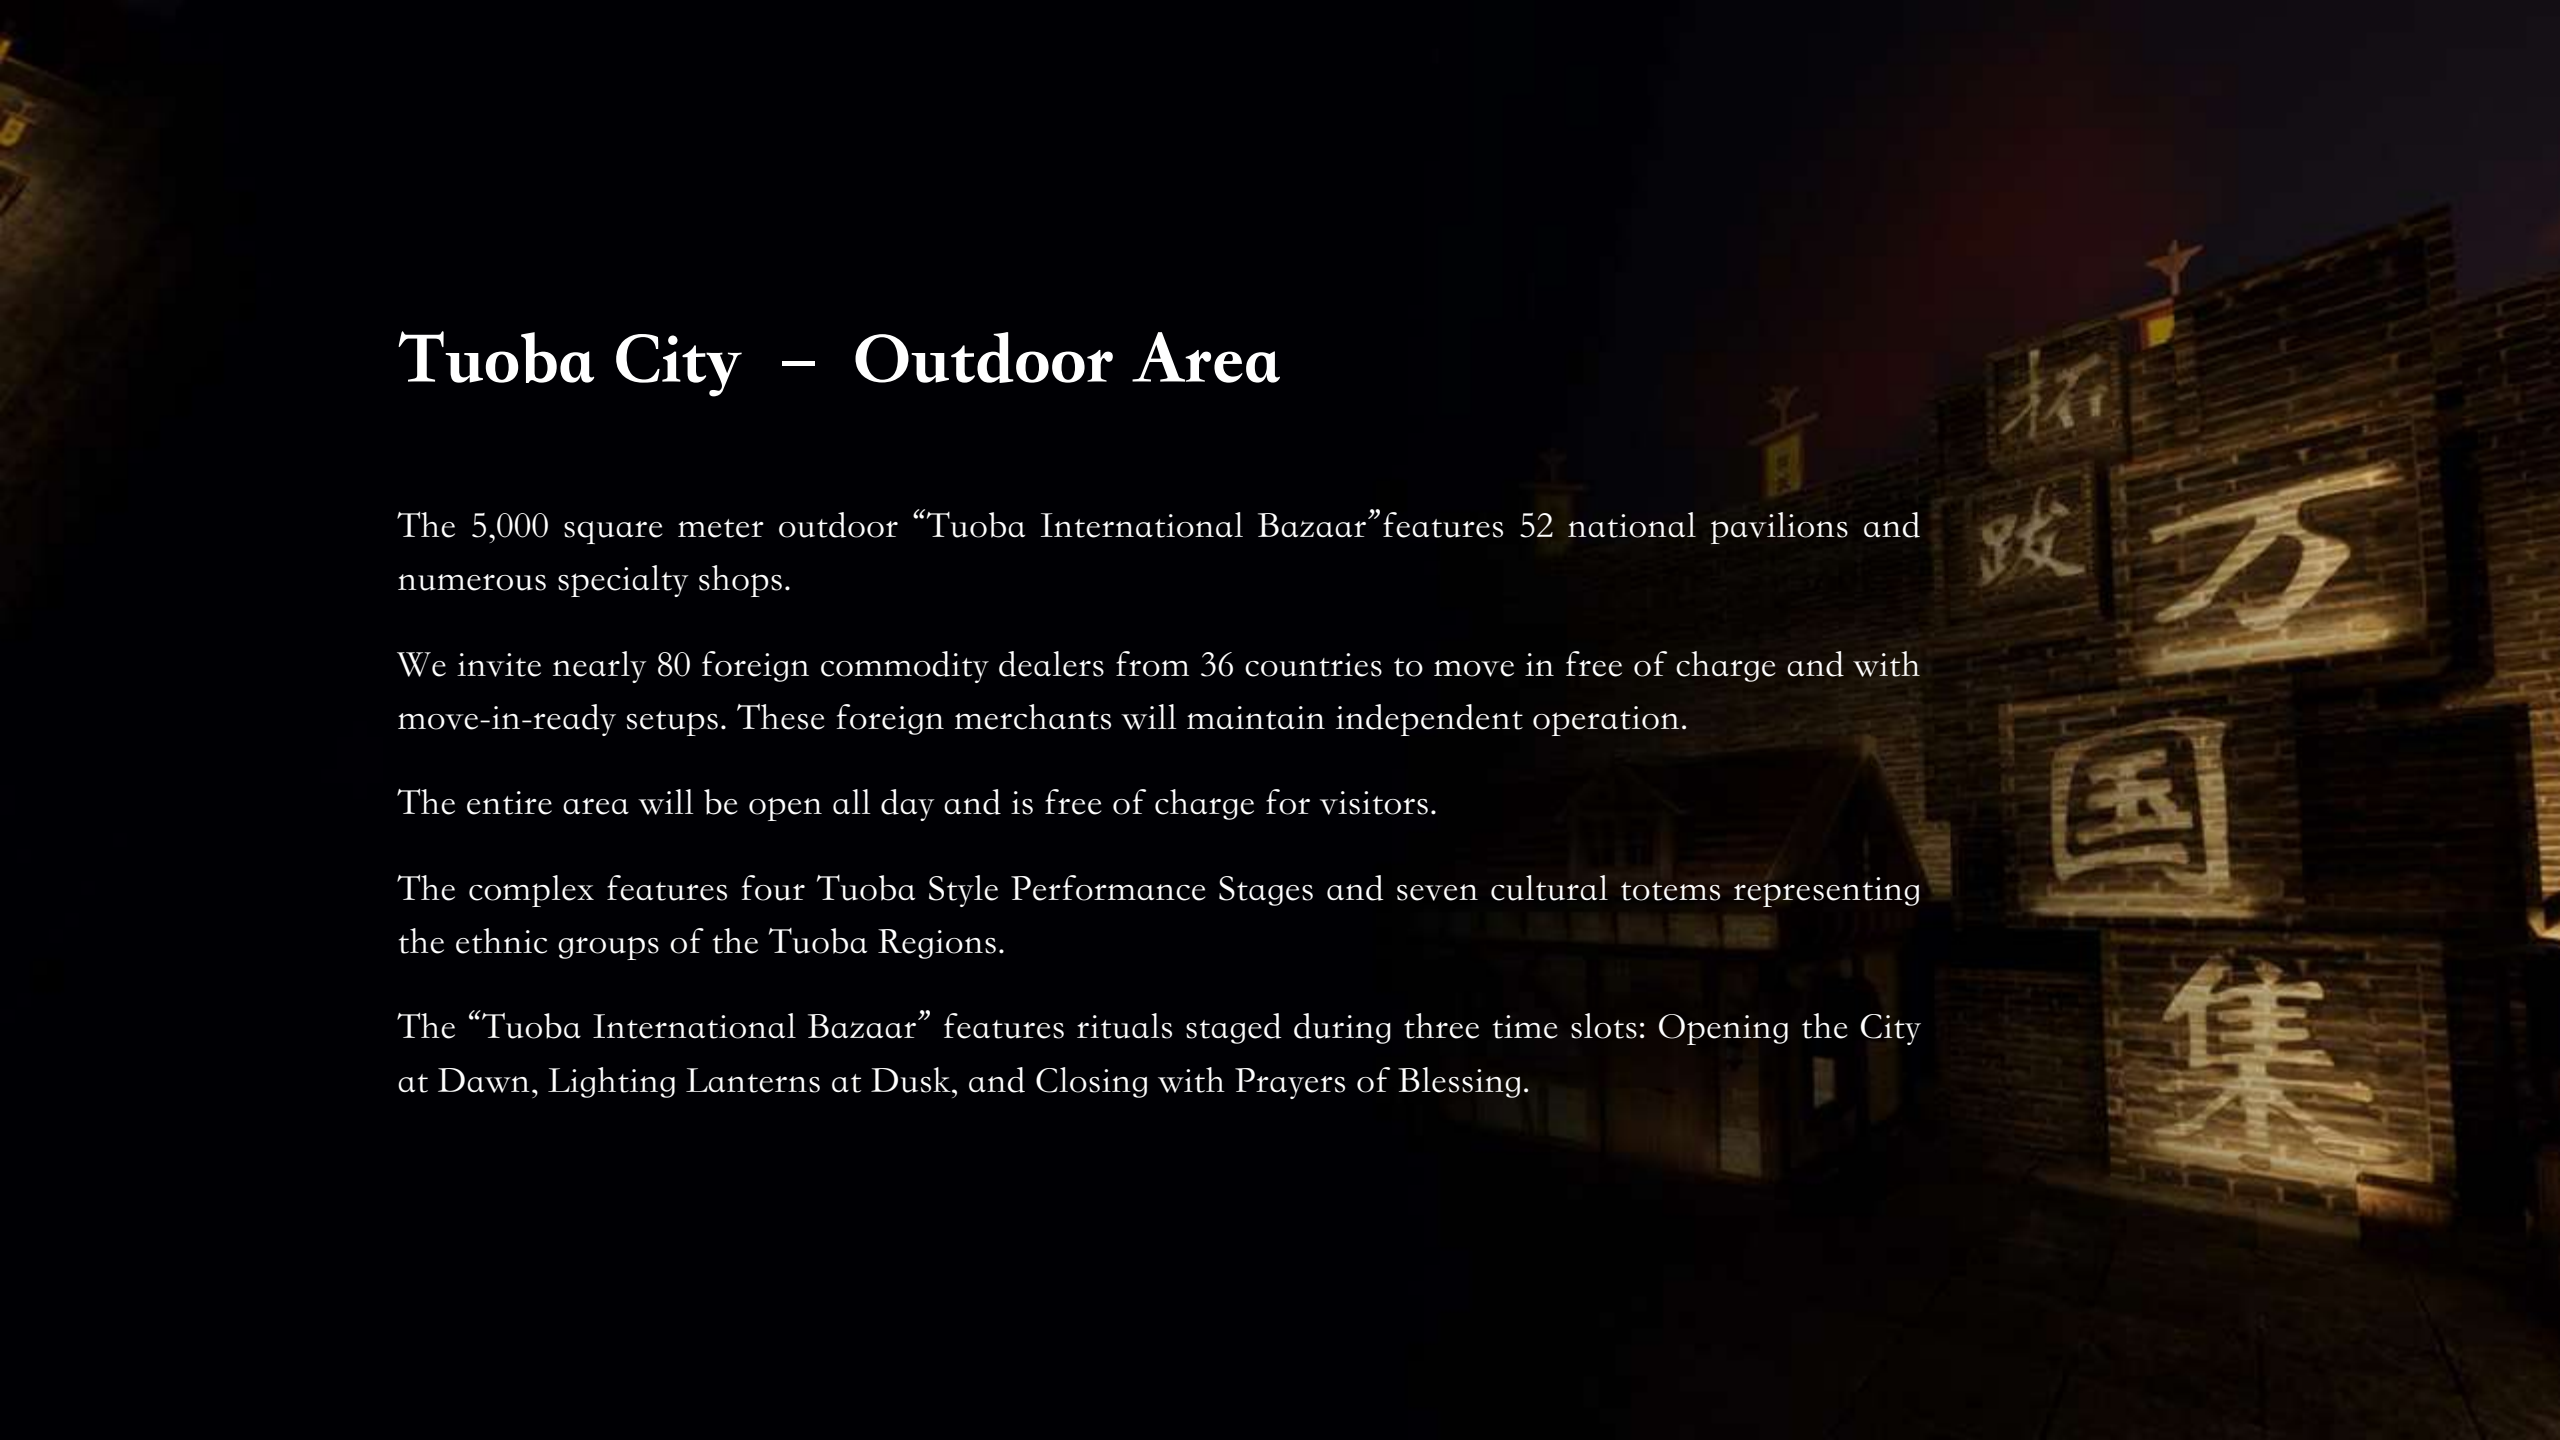 Tuoba City – Outdoor Area
The 5,000 square meter outdoor “Tuoba International Bazaar”features 52 national pavilions and
numerous specialty shops.
We invite nearly 80 foreign commodity dealers from 36 countries to move in free of charge and with
move-in-ready setups. These foreign merchants will maintain independent operation.
The entire area will be open all day and is free of charge for visitors.
The complex features four Tuoba Style Performance Stages and seven cultural totems representing
the ethnic groups of the Tuoba Regions.
The “Tuoba International Bazaar” features rituals staged during three time slots: Opening the City
at Dawn, Lighting Lanterns at Dusk, and Closing with Prayers of Blessing.
拓
跋
万
国
集